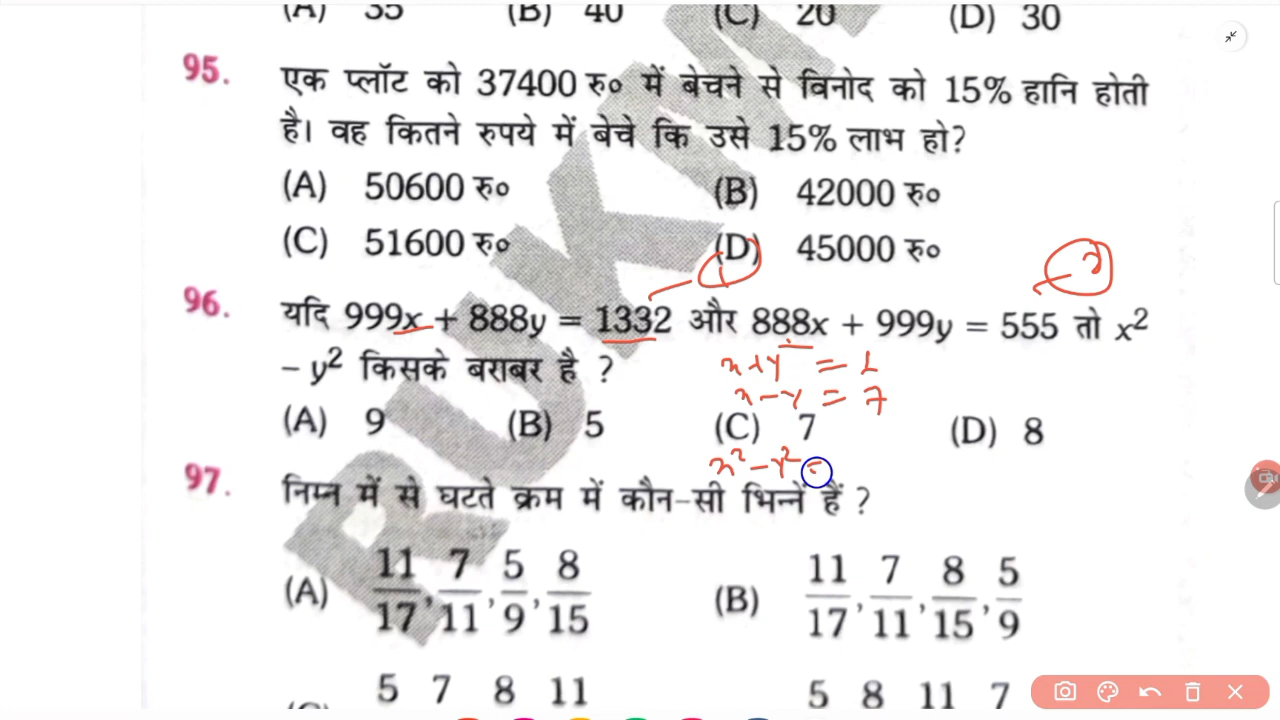 (A) 35 (B) 40 (C) 20 (D) 30
95. एक प्लॉट को 37400 रु० में बेचने से विनोद को 15% हानि होती
है। वह कितने रुपये में बेचे कि उसे 15% लाभ हो?
(A) 50600 रु० (B) 42000 रु०
(C) 51600 रु० (D) 45000 रु०
96. यदि 999x + 888y = 1332 और 888x + 999y = 555 तो x²
– y² किसके बराबर है ?
x+y = 1
x–y = 7
(A) 9 (B) 5 (C) 7 (D) 8
x²–y² =
97. निम्न में से घटते क्रम में कौन-सी भिन्नें हैं ?
(A) 11/17, 7/11, 5/9, 8/15 (B) 11/17, 7/11, 8/15, 5/9
5 7 8 11 5 8 11 7
RUKM